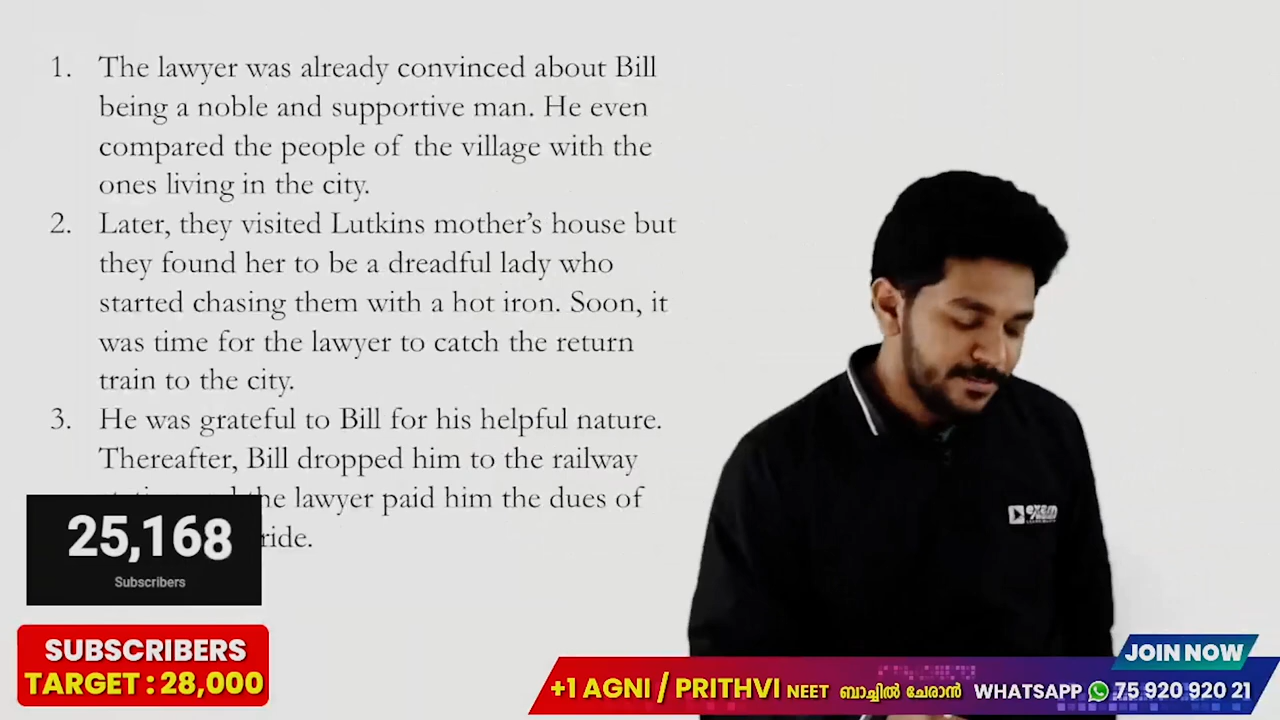 1. The lawyer was already convinced about Bill
being a noble and supportive man. He even
compared the people of the village with the
ones living in the city.
2. Later, they visited Lutkins mother's house but
they found her to be a dreadful lady who
started chasing them with a hot iron. Soon, it
was time for the lawyer to catch the return
train to the city.
3. He was grateful to Bill for his helpful nature.
Thereafter, Bill dropped him to the railway
the lawyer paid him the dues of
ride.
25,168
Subscribers
SUBSCRIBERS
TARGET : 28,000
exam
JOIN NOW
+1 AGNI / PRITHVI NEET ബാച്ചിൽ ചേരാൻ WHATSAPP 75 920 920 21